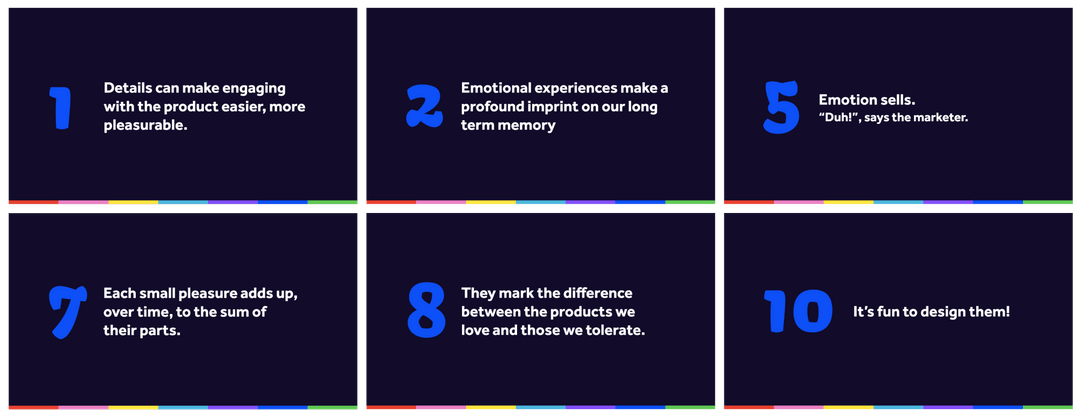 1
Details can make engaging
with the product easier, more
pleasurable.
2
Emotional experiences make a
profound imprint on our long
term memory
5
Emotion sells.
“Duh!”, says the marketer.
7
Each small pleasure adds up,
over time, to the sum of
their parts.
8
They mark the difference
between the products we
love and those we tolerate.
10
It’s fun to design them!